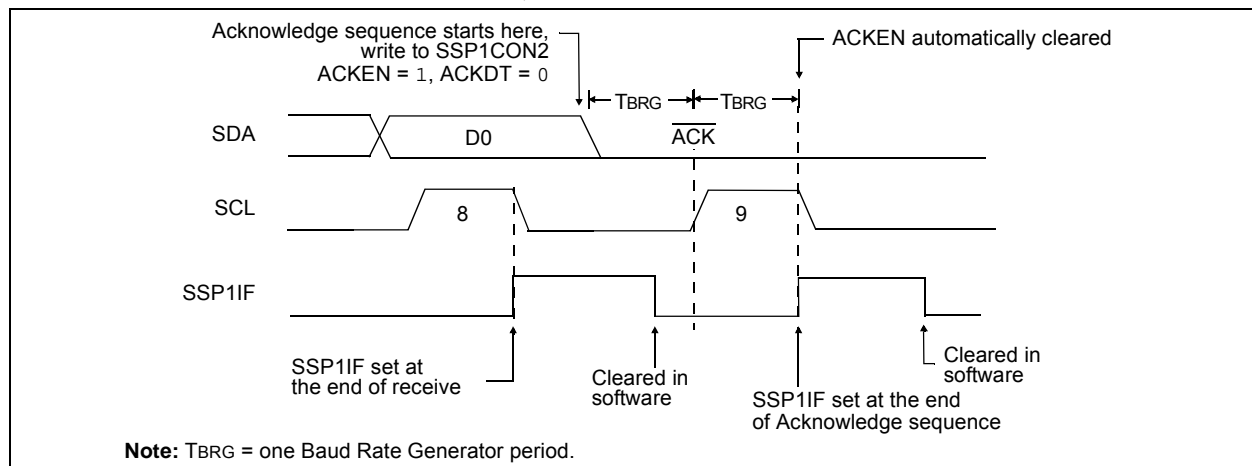 Acknowledge sequence starts here,
write to SSP1CON2
ACKEN = 1, ACKDT = 0
ACKEN automatically cleared
TBRG
TBRG
SDA
D0
ACK
SCL
8
9
SSP1IF
SSP1IF set at
the end of receive
Cleared in
software
SSP1IF set at the end
of Acknowledge sequence
Cleared in
software
Note: TBRG = one Baud Rate Generator period.